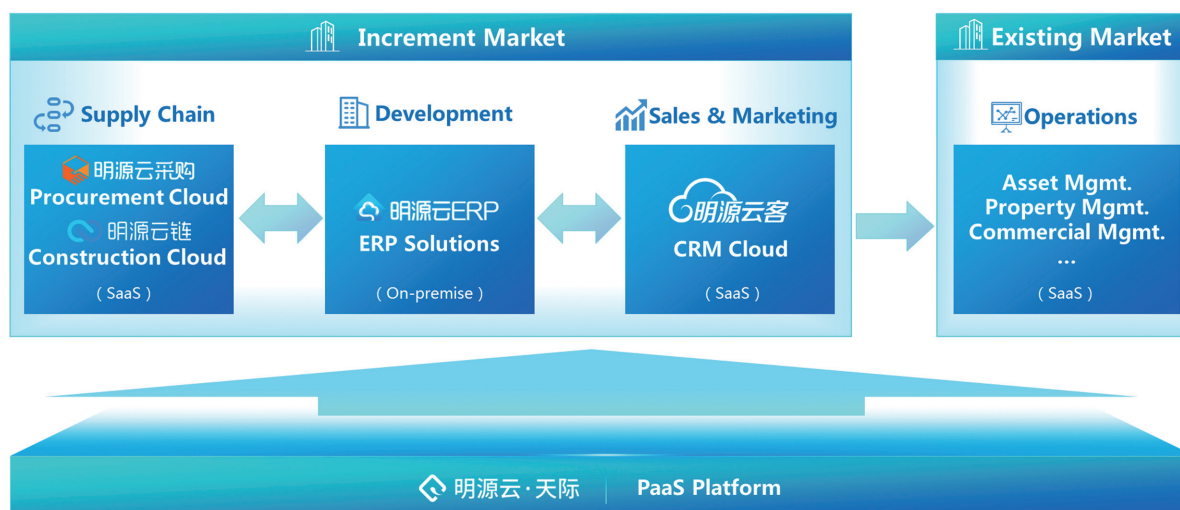 Increment Market
Supply Chain
明源云采购
Procurement Cloud
明源云链
Construction Cloud
（SaaS）
Development
明源云ERP
ERP Solutions
（On-premise）
Sales & Marketing
明源云客
CRM Cloud
（SaaS）
Existing Market
Operations
Asset Mgmt.
Property Mgmt.
Commercial Mgmt.
...
（SaaS）
明源云·天际
PaaS Platform